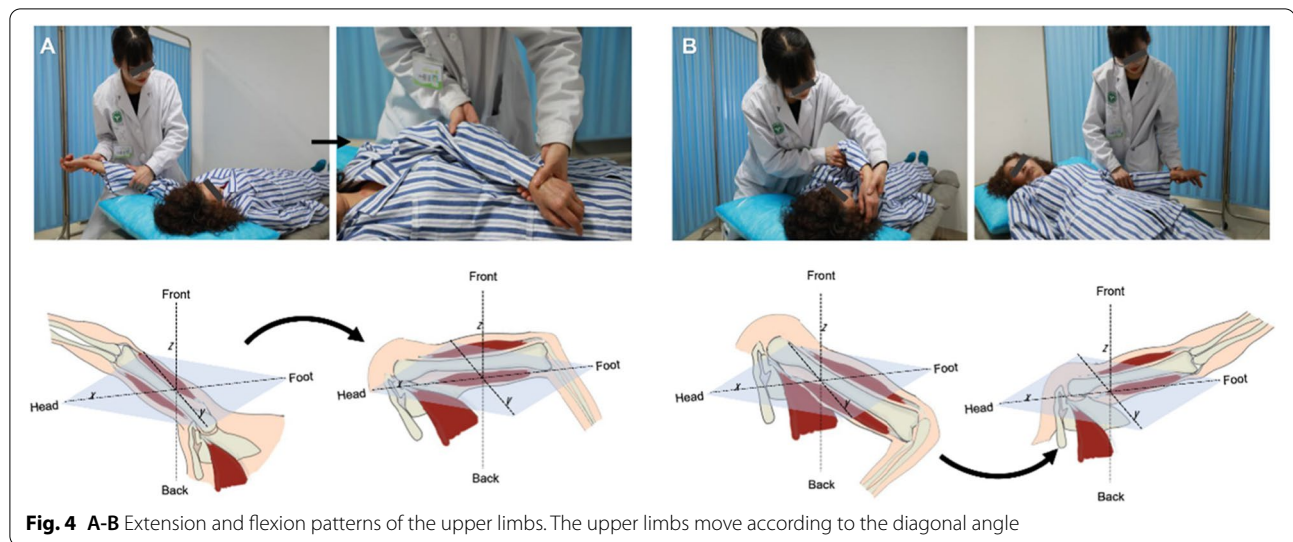 A
B
Front
z
Foot
Head
x
y
Back
Front
z
Foot
Head
x
y
Back
Front
z
Foot
Head
x
y
Back
Front
z
Foot
Head
x
y
Back
Fig. 4 A-B Extension and flexion patterns of the upper limbs. The upper limbs move according to the diagonal angle